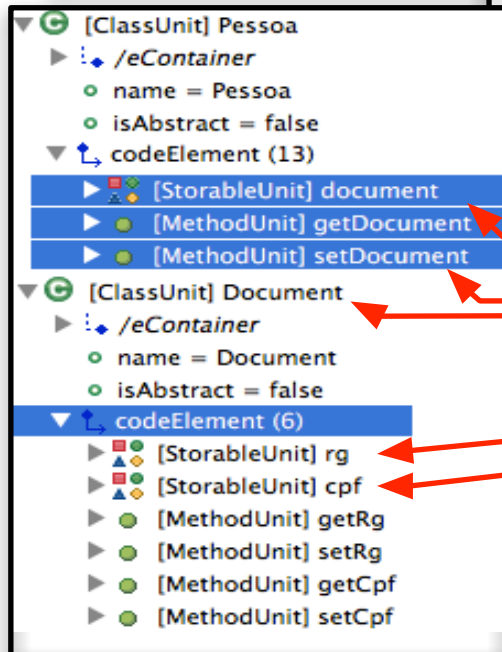 [ClassUnit] Pessoa
/eContainer
name = Pessoa
isAbstract = false
codeElement (13)
[StorableUnit] document
[MethodUnit] getDocument
[MethodUnit] setDocument
[ClassUnit] Document
/eContainer
name = Document
isAbstract = false
codeElement (6)
[StorableUnit] rg
[StorableUnit] cpf
[MethodUnit] getRg
[MethodUnit] setRg
[MethodUnit] getCpf
[MethodUnit] setCpf